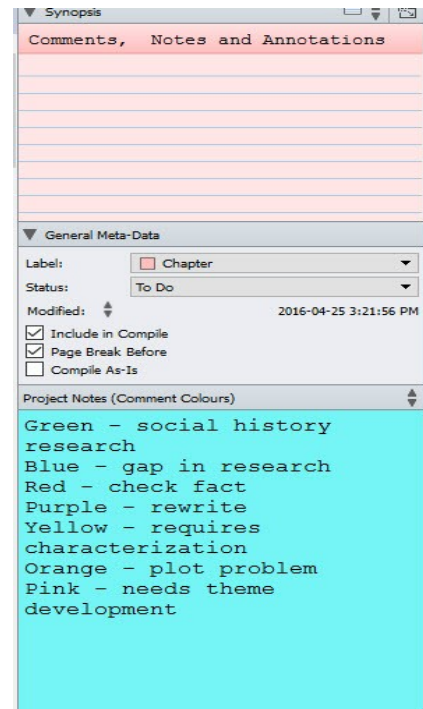 Synopsis
Comments,  Notes and Annotations
General Meta-Data
Label: Chapter
Status: To Do
Modified: 2016-04-25 3:21:56 PM
Include in Compile
Page Break Before
Compile As-Is
Project Notes (Comment Colours)
Green – social history
research
Blue – gap in research
Red – check fact
Purple – rewrite
Yellow – requires
characterization
Orange – plot problem
Pink – needs theme
development